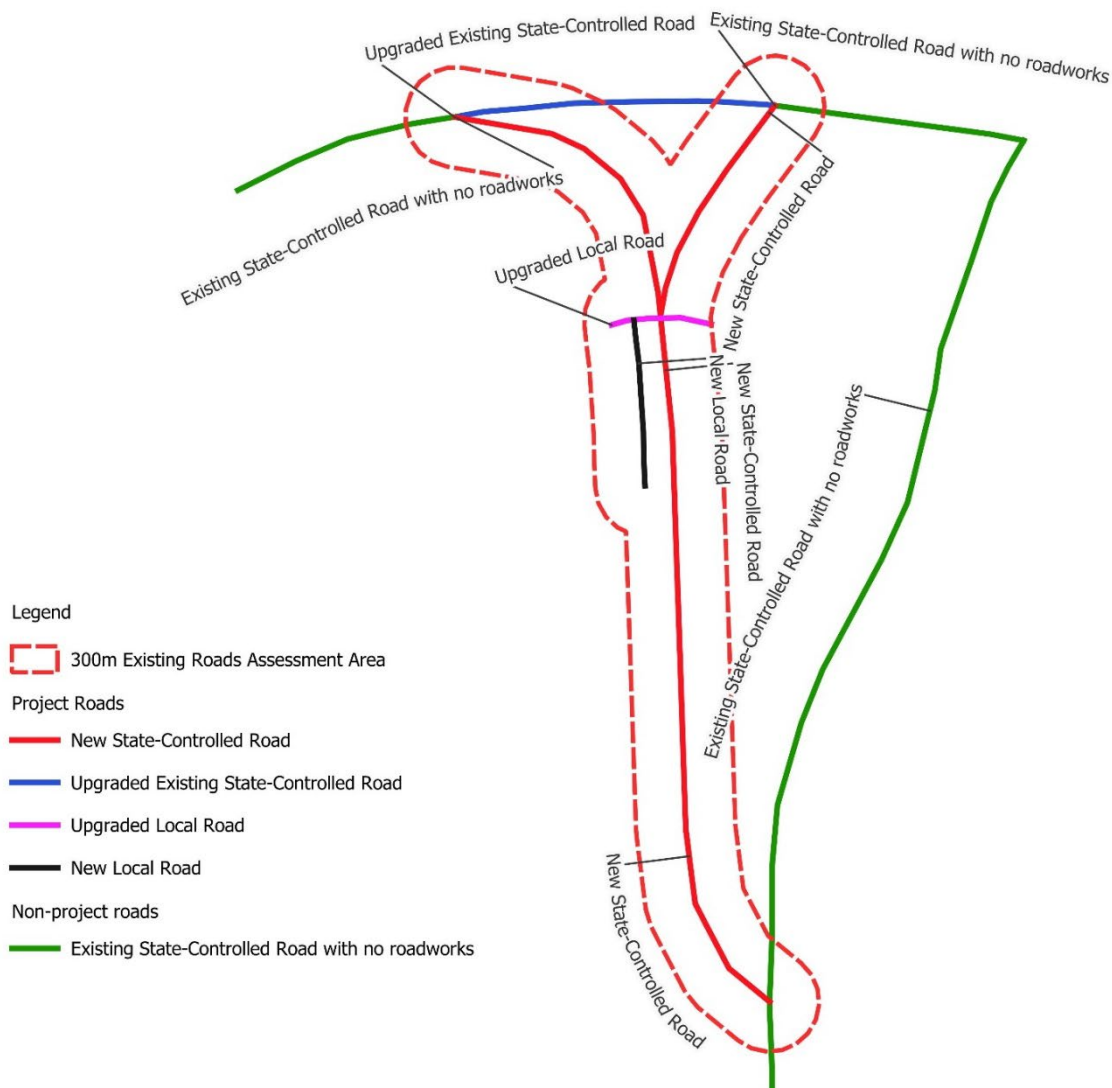 Upgraded Existing State-Controlled Road
Existing State-Controlled Road with no roadworks
Existing State-Controlled Road with no roadworks
Upgraded Local Road
New State-Controlled Road
New Local Road
New State-Controlled Road
Existing State-Controlled Road with no roadworks
New State-Controlled Road
Legend
300m Existing Roads Assessment Area
Project Roads
New State-Controlled Road
Upgraded Existing State-Controlled Road
Upgraded Local Road
New Local Road
Non-project roads
Existing State-Controlled Road with no roadworks